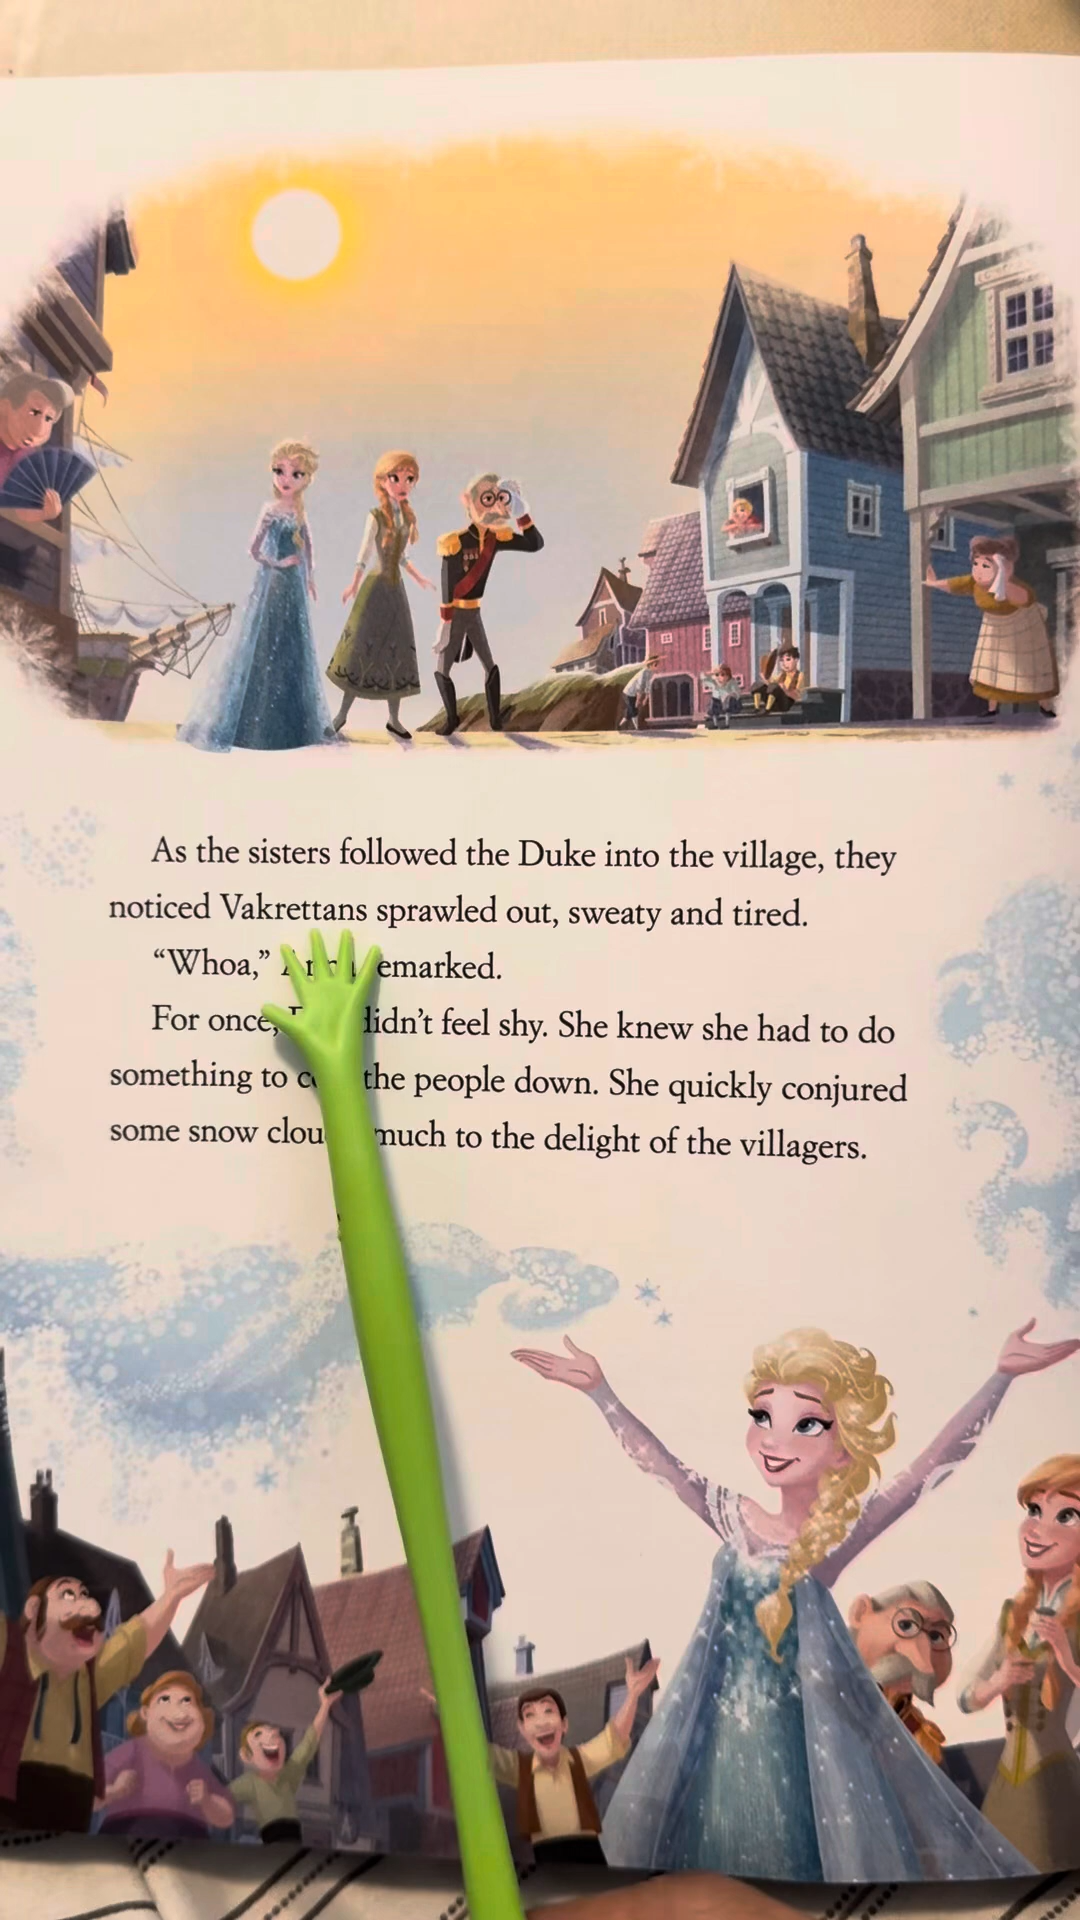 As the sisters followed the Duke into the village, they
noticed Vakrettans sprawled out, sweaty and tired.
“Whoa,” remarked.
For once, didn’t feel shy. She knew she had to do
something to the people down. She quickly conjured
some snow much to the delight of the villagers.